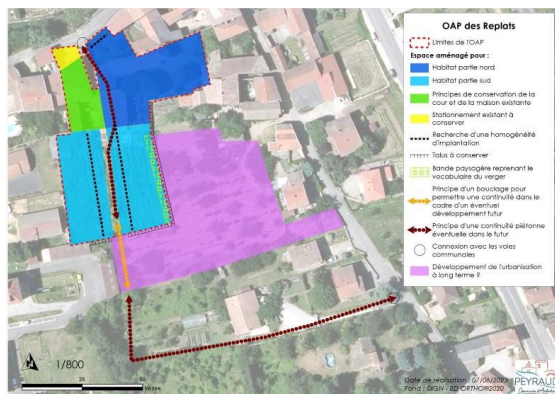 OAP des Replats
Limites de l'OAP
Espace aménagé pour :
Habitat partie nord
Habitat partie sud
Principes de conservation de la
cour et de la maison existante
Stationnement existant à
conserver
Recherche d'une homogénéité
d'implantation
Talus à conserver
Bande paysagère reprenant le
vocabulaire du verger
Principe d'un bouclage pour
permettre une continuité dans le
cadre d'un éventuel
développement futur
Principe d'une continuité piétonne
éventuelle dans le futur
Connexion avec les voies
communales
Développement de l'urbanisation
à long terme ?
1/800
0 25 50
Mètres
Date de réalisation : 07/06/2023
Fond : ©IGN - BD ORTHO®2020
PEYRAUD